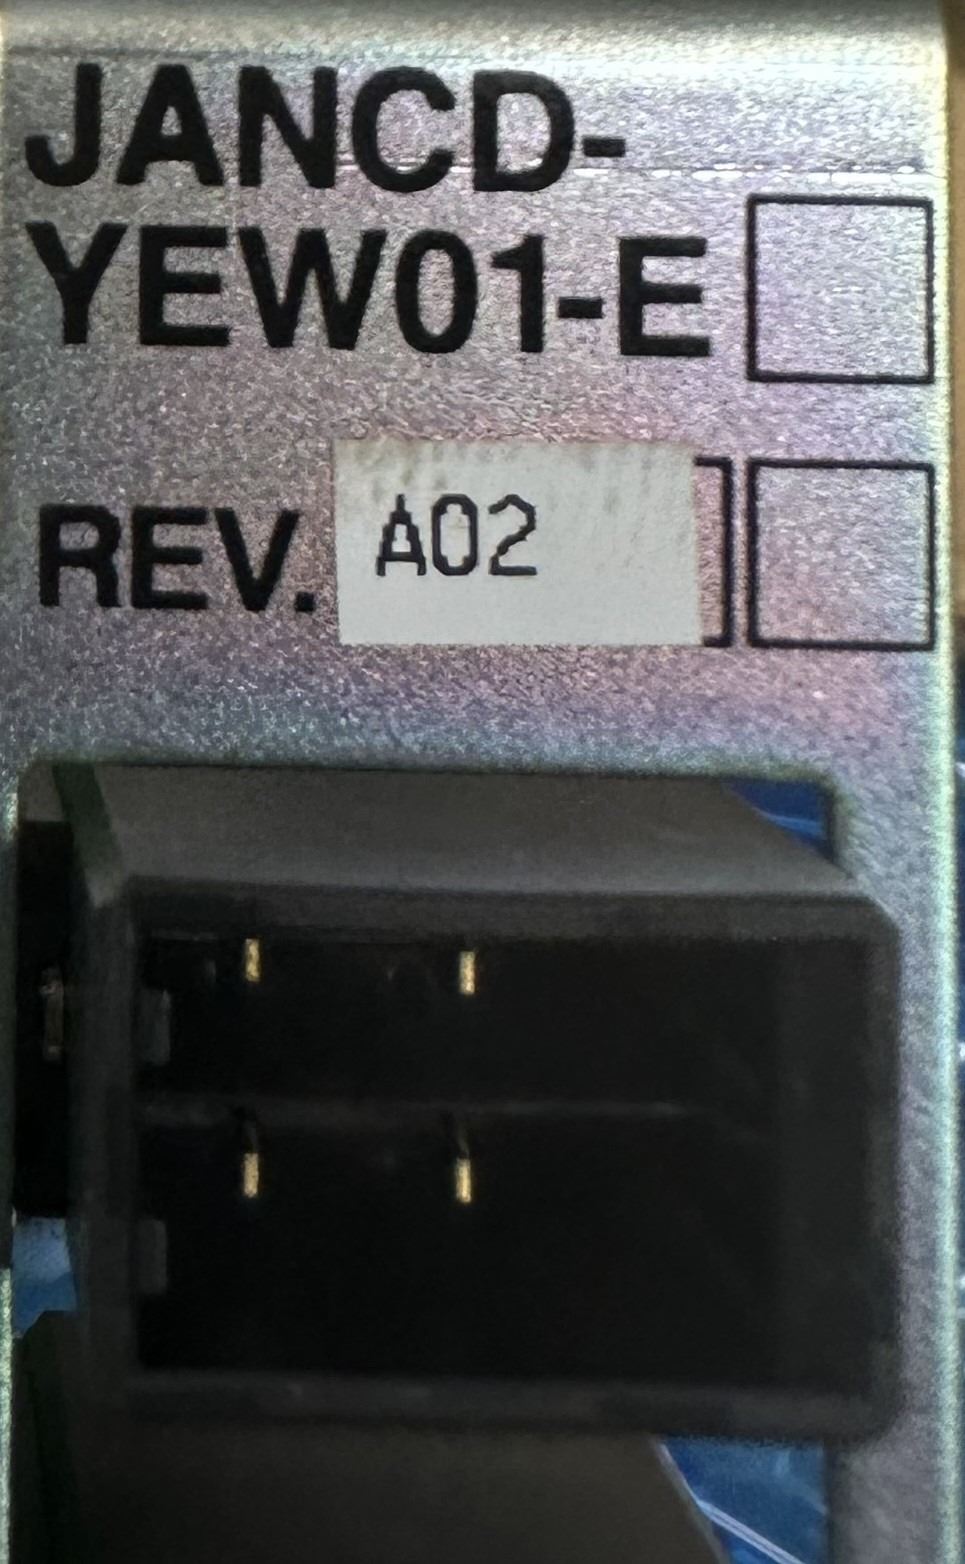 JANCD-
YEW01-E
REV. A02